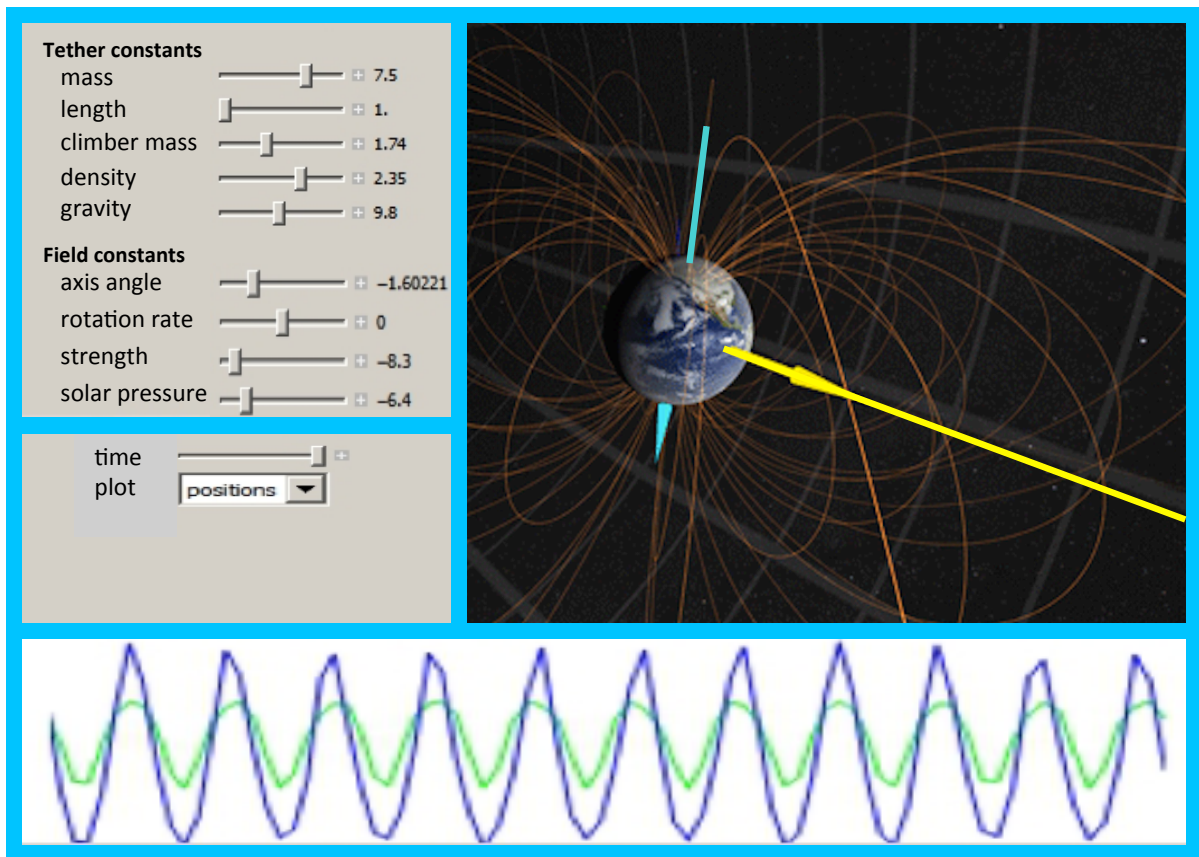 Tether constants
mass 7.5
length 1.
climber mass 1.74
density 2.35
gravity 9.8
Field constants
axis angle −1.60221
rotation rate 0
strength −8.3
solar pressure −6.4
time
plot positions